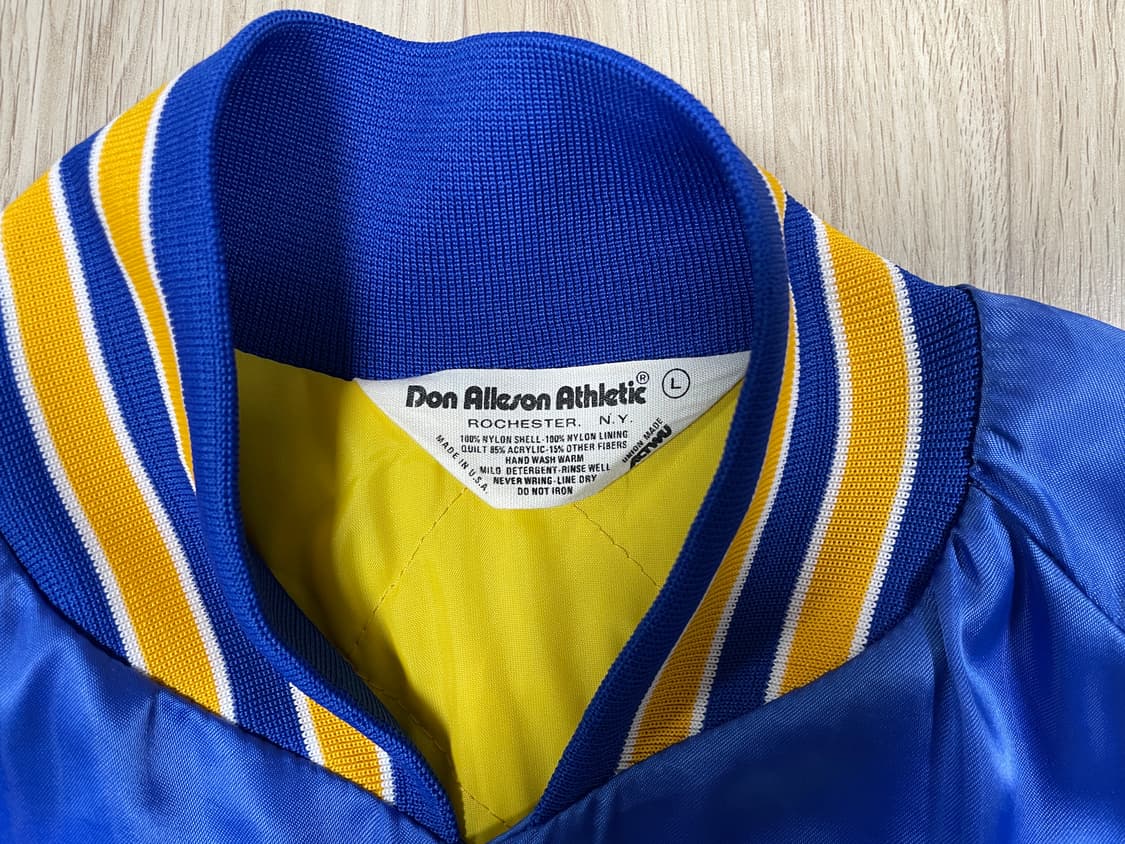 Don Alleson Athletic® L
ROCHESTER, N.Y.
100% NYLON SHELL-100% NYLON LINING
QUILT 85% ACRYLIC-15% OTHER FIBERS
HAND WASH WARM
MILD DETERGENT-RINSE WELL
NEVER WRING-LINE DRY
DO NOT IRON
MADE IN U.S.A.
UNION MADE
ACTWU